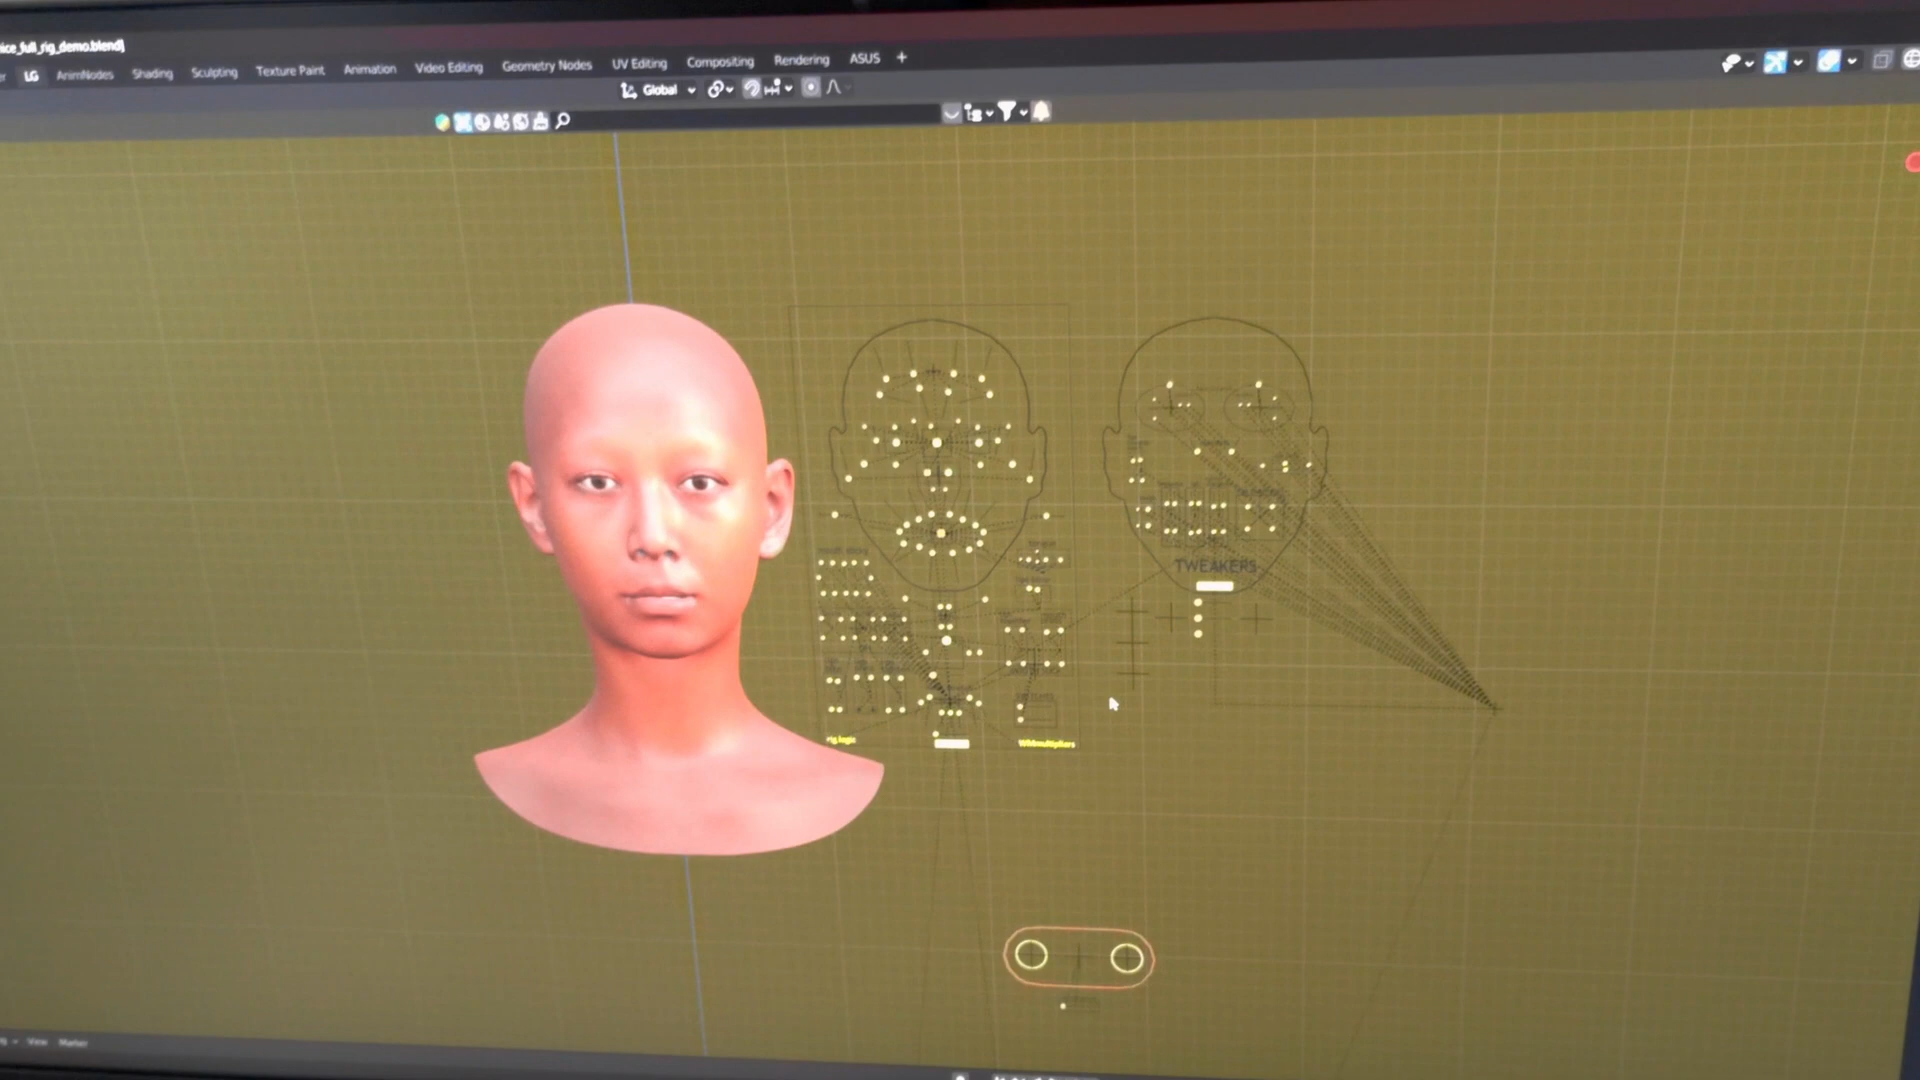 ice_full_rig_demo.blend]
LG AnimNodes Shading Sculpting Texture Paint Animation Video Editing Geometry Nodes UV Editing Compositing Rendering ASUS +
Global
TWEAKERS
rig logic
View Marker